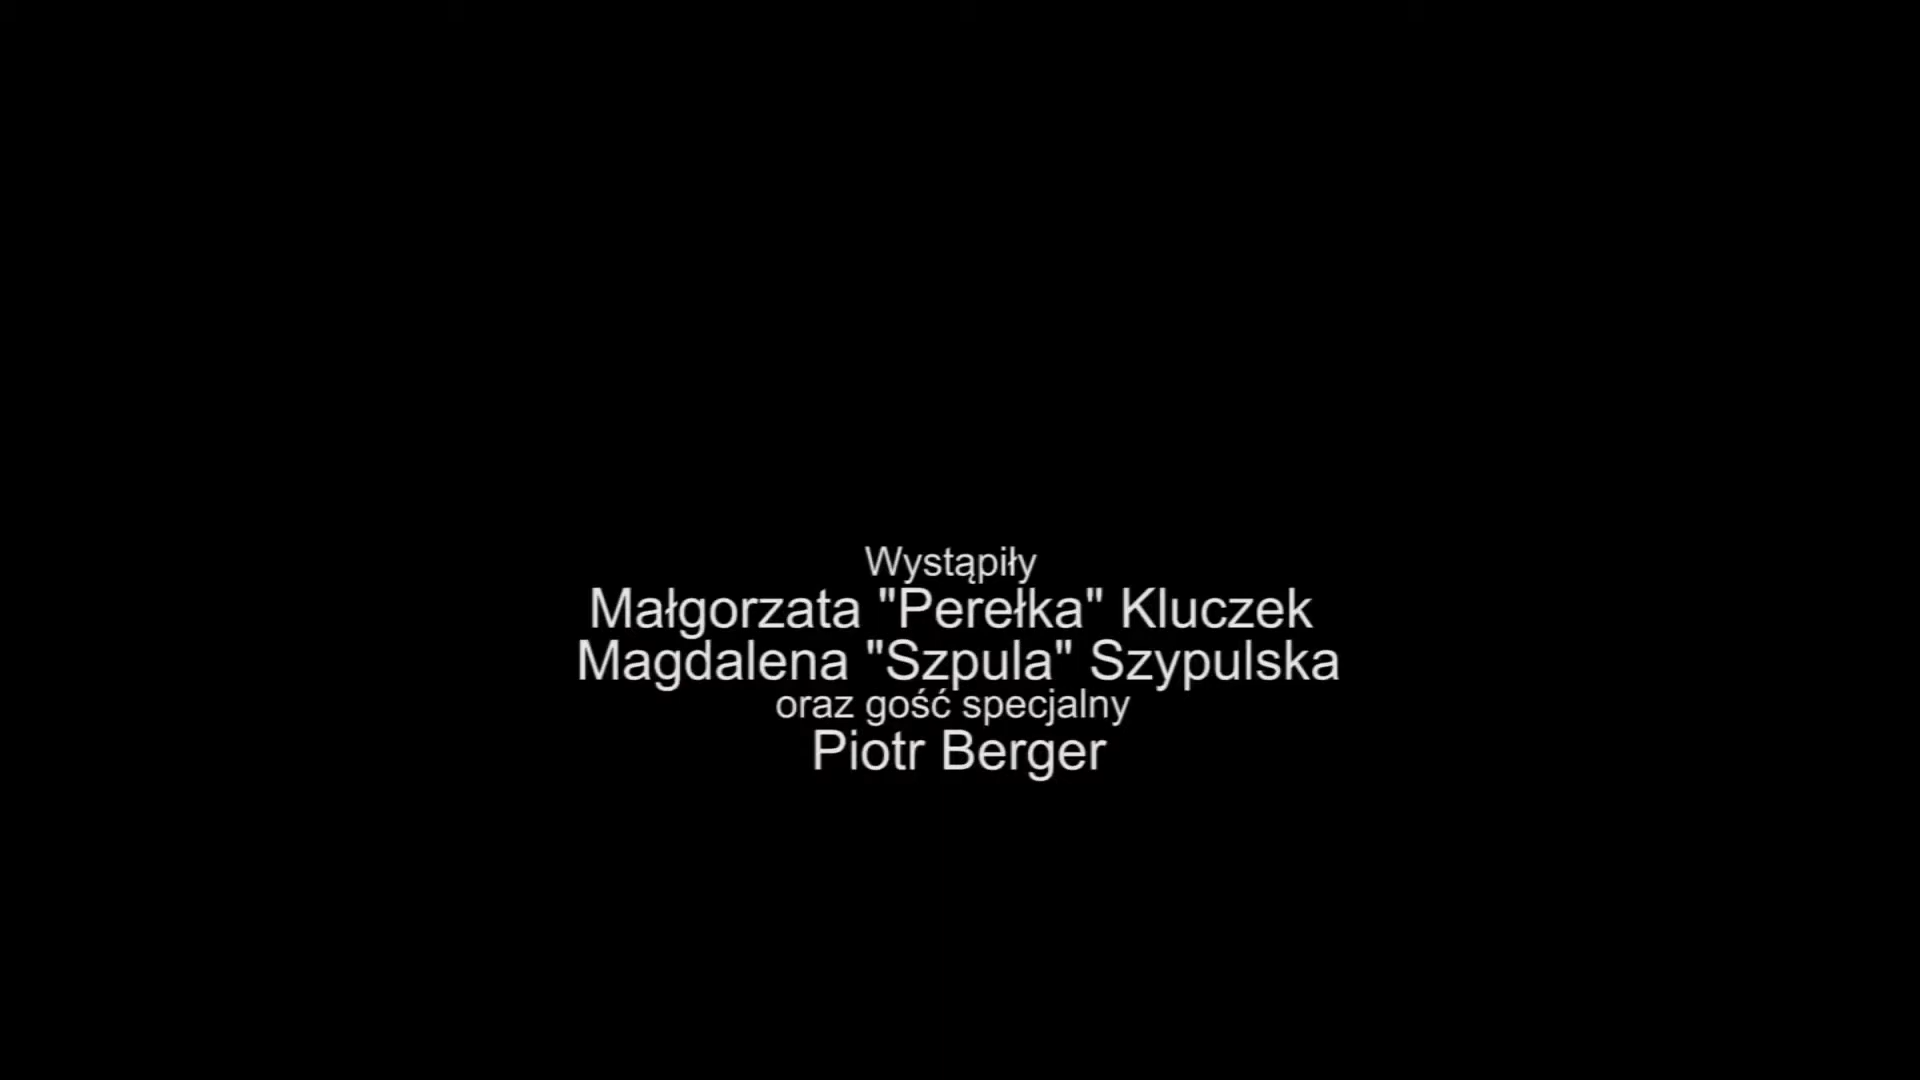 Wystąpiły
Małgorzata "Perełka" Kluczek
Magdalena "Szpula" Szypulska
oraz gość specjalny
Piotr Berger